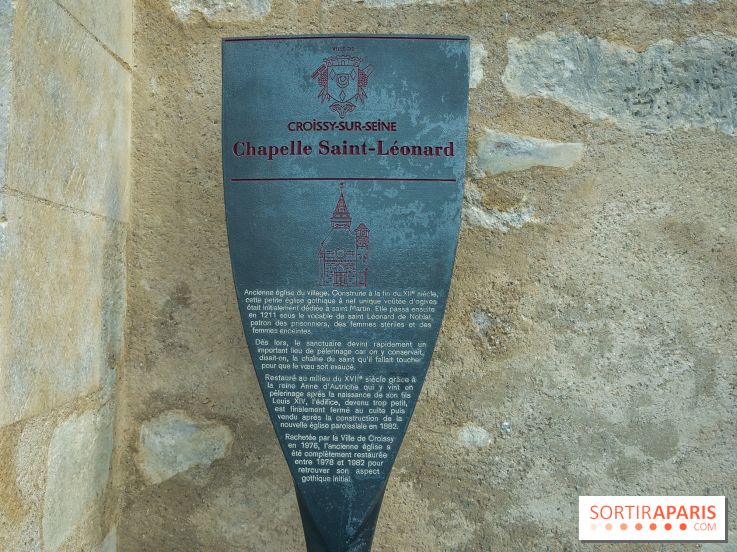 VILLE DE
CROISSY-SUR-SEINE
Chapelle Saint-Léonard
Ancienne église du village. Construite à la fin du XIIe siècle,
cette petite église gothique à nef unique voûtée d'ogives
était initialement dédiée à saint Martin. Elle passa ensuite
en 1211 sous le vocable de saint Léonard de Noblat,
patron des prisonniers, des femmes stériles et des
femmes enceintes.
Dès lors, le sanctuaire devint rapidement un
important lieu de pèlerinage car on y conservait,
disait-on, la chaîne du saint qu'il fallait toucher
pour que le vœu soit exaucé.
Restauré au milieu du XVIIe siècle grâce à
la reine Anne d'Autriche qui y vint en
pèlerinage après la naissance de son fils
Louis XIV, l'édifice, devenu trop petit,
est finalement fermé au culte puis
vendu après la construction de la
nouvelle église paroissiale en 1882.
Rachetée par la Ville de Croissy
en 1976, l'ancienne église a
été complètement restaurée
entre 1978 et 1982 pour
retrouver son aspect
gothique initial.
SORTIRAPARIS
.COM